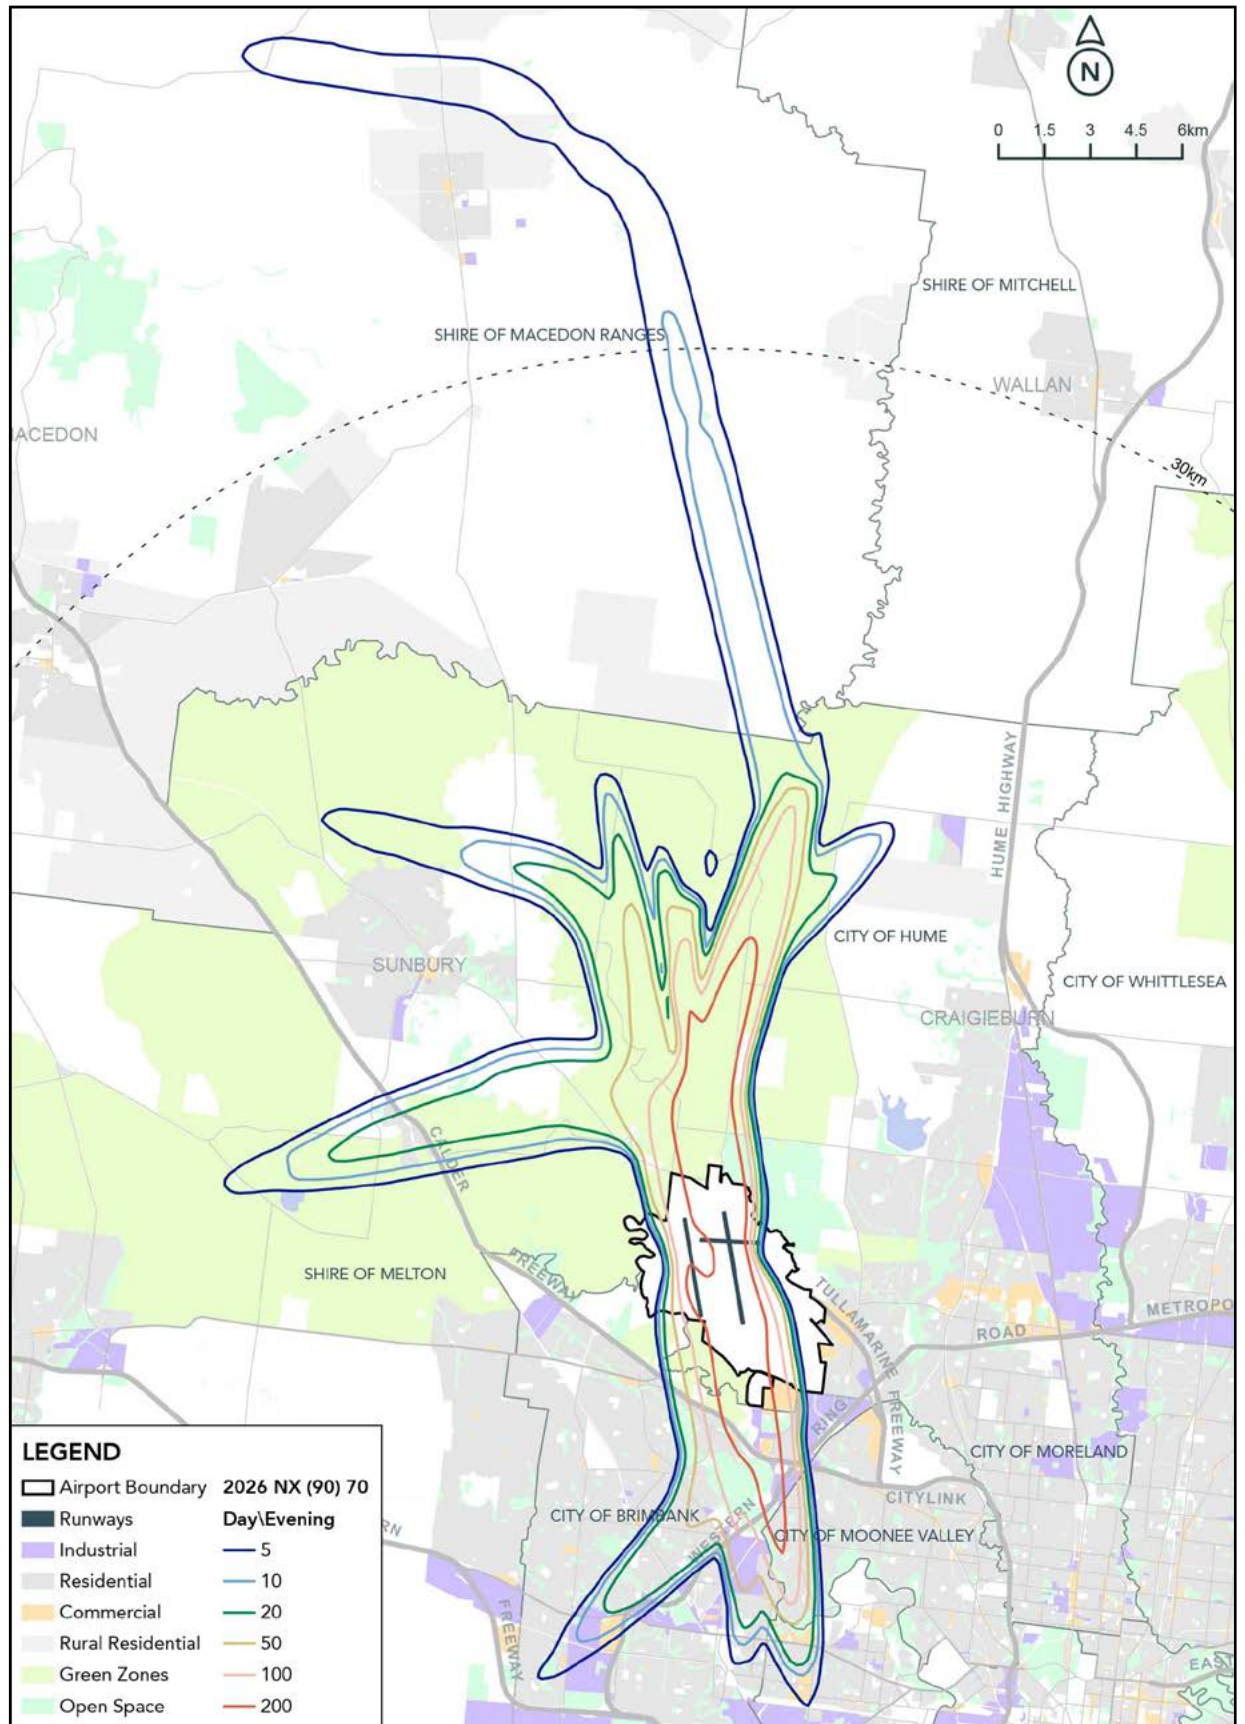 N
0 1.5 3 4.5 6km
SHIRE OF MITCHELL
SHIRE OF MACEDON RANGES
WALLAN
ACEDON
30km
HUME HIGHWAY
CITY OF HUME
SUNBURY
CITY OF WHITTLESEA
CRAIGIEBURN
CALDER
FREEWAY
SHIRE OF MELTON
TULLAMARINE FREEWAY
METROPO
ROAD
RING
CITY OF MORELAND
CITYLINK
CITY OF BRIMBANK
WESTERN
CITY OF MOONEE VALLEY
RN
FREEWAY
EAST
LEGEND
Airport Boundary 2026 NX (90) 70
Runways Day\Evening
Industrial 5
Residential 10
Commercial 20
Rural Residential 50
Green Zones 100
Open Space 200